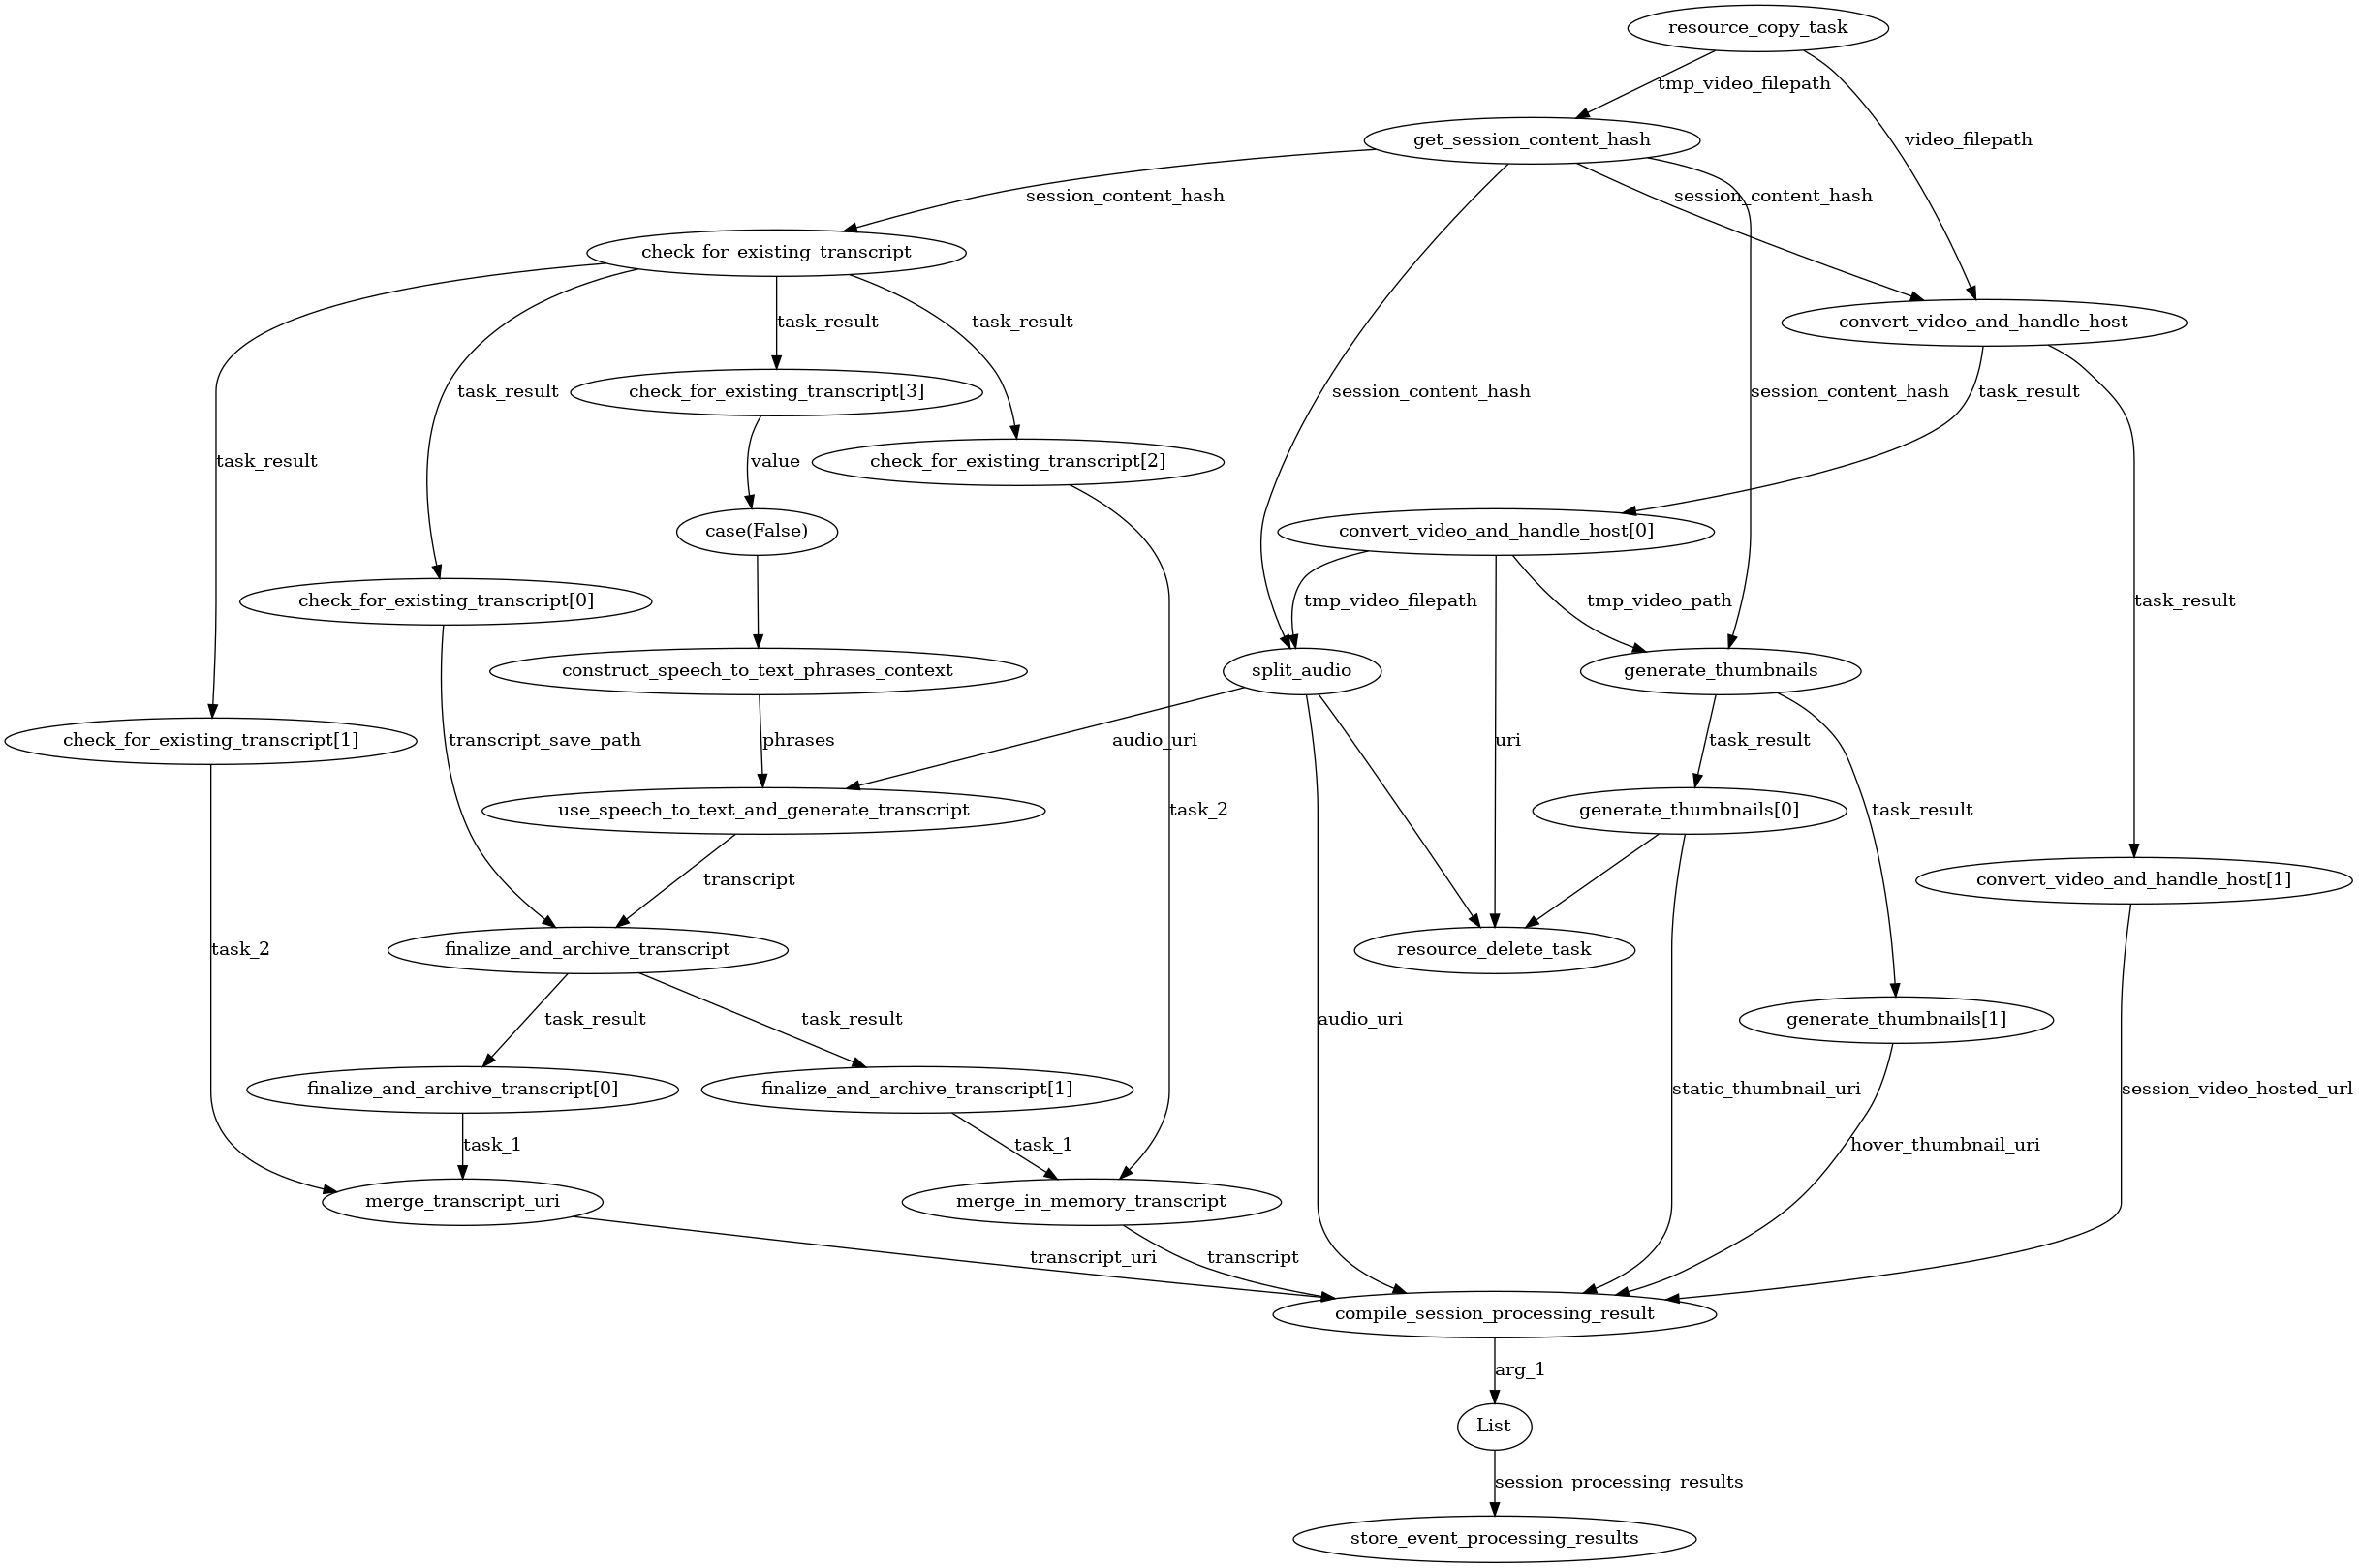 resource_copy_task
tmp_video_filepath
video_filepath
get_session_content_hash
session_content_hash
session_content_hash
check_for_existing_transcript
convert_video_and_handle_host
task_result
task_result
check_for_existing_transcript[3]
task_result
session_content_hash
session_content_hash
task_result
task_result
value
check_for_existing_transcript[2]
case(False)
convert_video_and_handle_host[0]
check_for_existing_transcript[0]
tmp_video_filepath
tmp_video_path
task_result
construct_speech_to_text_phrases_context
split_audio
generate_thumbnails
check_for_existing_transcript[1]
transcript_save_path
phrases
audio_uri
uri
task_result
use_speech_to_text_and_generate_transcript
task_2
generate_thumbnails[0]
task_result
transcript
convert_video_and_handle_host[1]
task_2
finalize_and_archive_transcript
resource_delete_task
task_result
task_result
audio_uri
generate_thumbnails[1]
finalize_and_archive_transcript[0]
finalize_and_archive_transcript[1]
static_thumbnail_uri
session_video_hosted_url
task_1
task_1
hover_thumbnail_uri
merge_transcript_uri
merge_in_memory_transcript
transcript_uri
transcript
compile_session_processing_result
arg_1
List
session_processing_results
store_event_processing_results